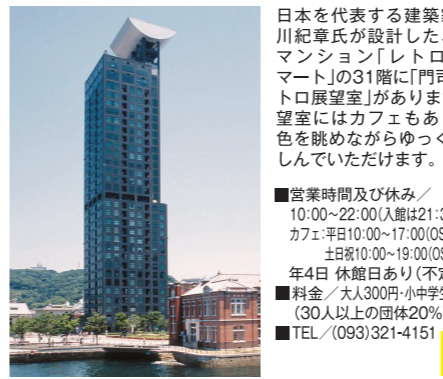 日本を代表する建築
川紀章氏が設計した
マンション「レトロ
マート」の31階に「門司
トロ展望室」がありま
望室にはカフェもあ
色を眺めながらゆっく
しんでいただけます。
■営業時間及び休み／
10:00~22:00(入館は21:3
カフェ:平日10:00~17:00(OS
土日祝10:00~19:00(OS
年4日 休館日あり(不定
■料金／大人300円・小中学生
(30人以上の団体20%
■TEL／(093)321-4151